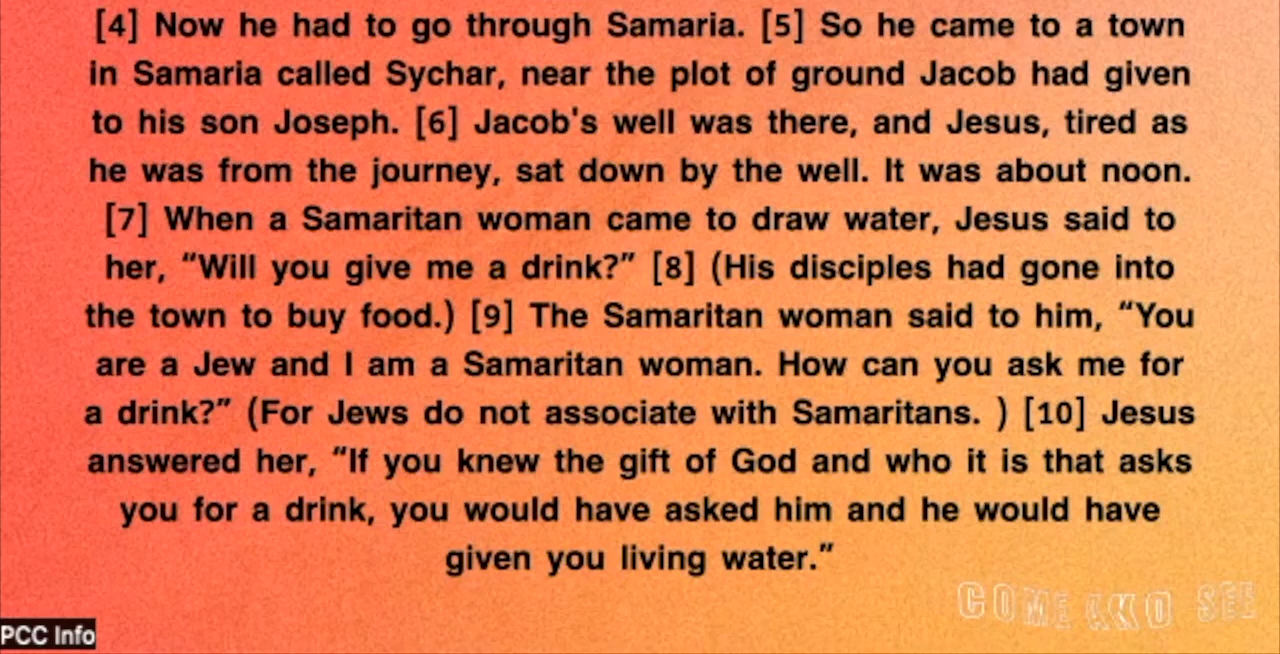 [4] Now he had to go through Samaria. [5] So he came to a town
in Samaria called Sychar, near the plot of ground Jacob had given
to his son Joseph. [6] Jacob's well was there, and Jesus, tired as
he was from the journey, sat down by the well. It was about noon.
[7] When a Samaritan woman came to draw water, Jesus said to
her, “Will you give me a drink?” [8] (His disciples had gone into
the town to buy food.) [9] The Samaritan woman said to him, “You
are a Jew and I am a Samaritan woman. How can you ask me for
a drink?” (For Jews do not associate with Samaritans. ) [10] Jesus
answered her, “If you knew the gift of God and who it is that asks
you for a drink, you would have asked him and he would have
given you living water.”
COME AND SEE
PCC Info